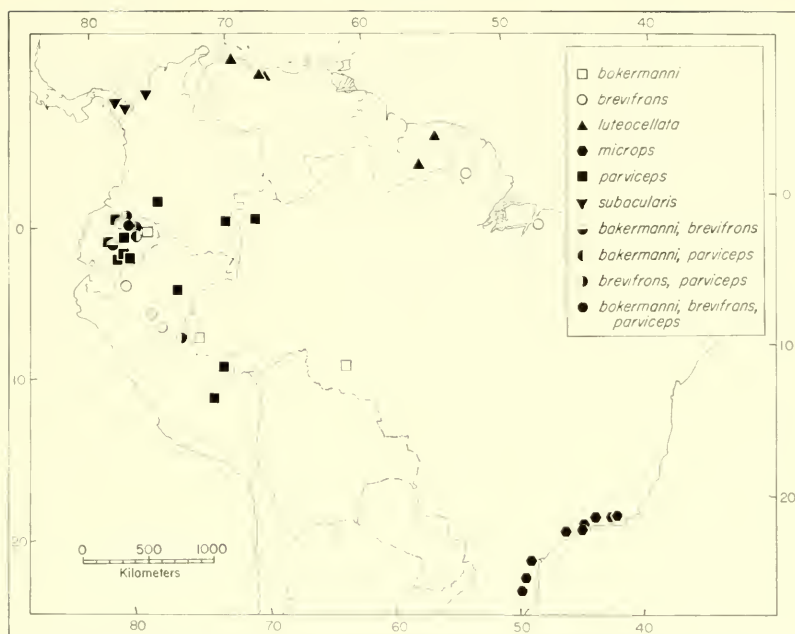 80 70 60 50 40
bokermanni
brevifrons
luteocellata
microps
parviceps
subacularis
bokermanni, brevifrons
bokermanni, parviceps
brevifrons, parviceps
bokermanni, brevifrons,
parviceps
0 0
10 10
20 20
0 500 1000
Kilometers
80 70 60 50 40